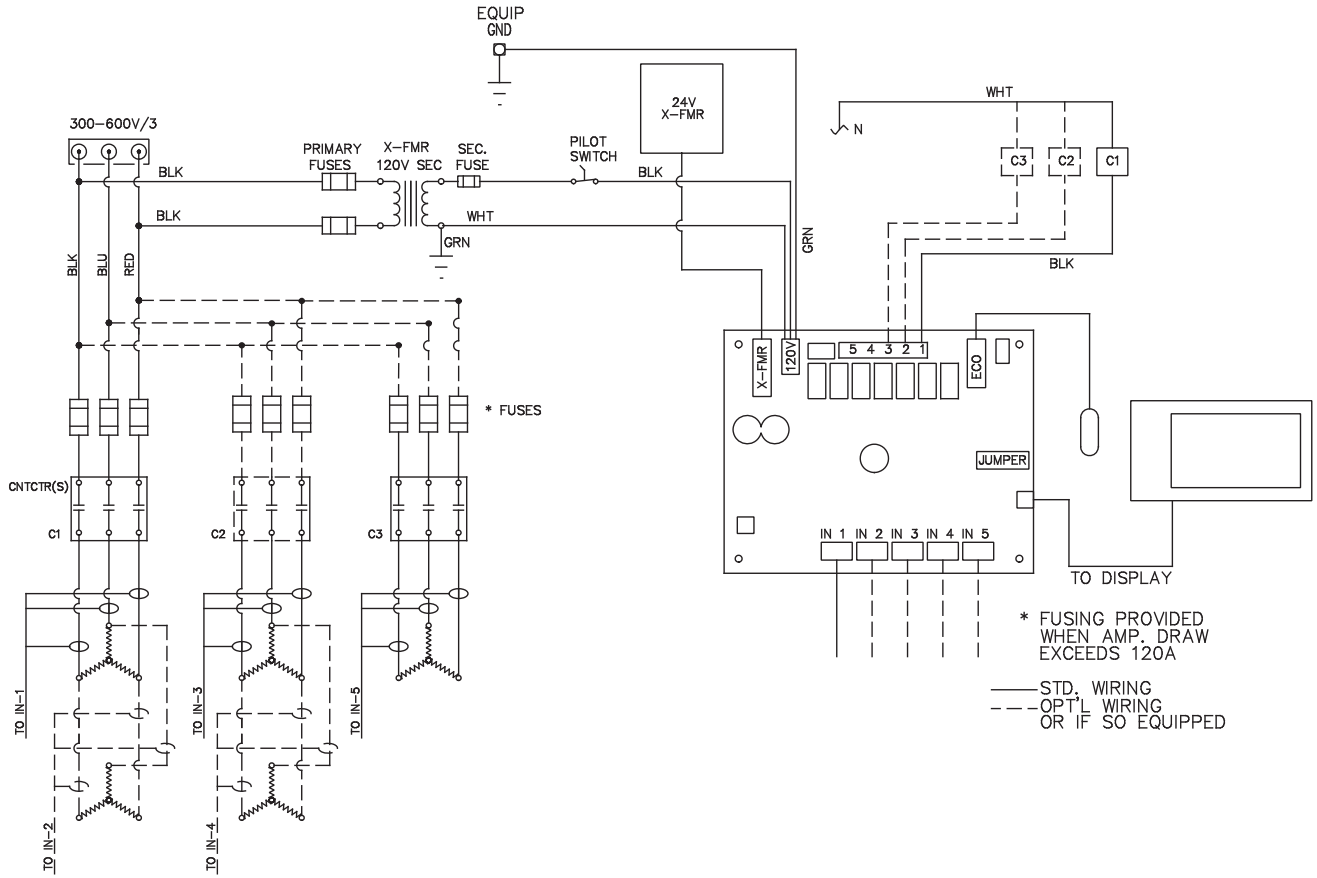 EQUIP
GND
24V
X-FMR
WHT
N
C3
C2
C1
300-600V/3
PRIMARY
FUSES
X-FMR
120V SEC
SEC.
FUSE
PILOT
SWITCH
BLK
BLK
BLK
WHT
GRN
GRN
BLK
BLK
BLU
RED
X-FMR
120V
5 4 3 2 1
ECO
* FUSES
JUMPER
CNTCTR(S)
C1
C2
C3
IN 1 IN 2 IN 3 IN 4 IN 5
TO DISPLAY
* FUSING PROVIDED
WHEN AMP. DRAW
EXCEEDS 120A
STD. WIRING
OPT'L WIRING
OR IF SO EQUIPPED
TO IN-1
TO IN-3
TO IN-5
TO IN-2
TO IN-4